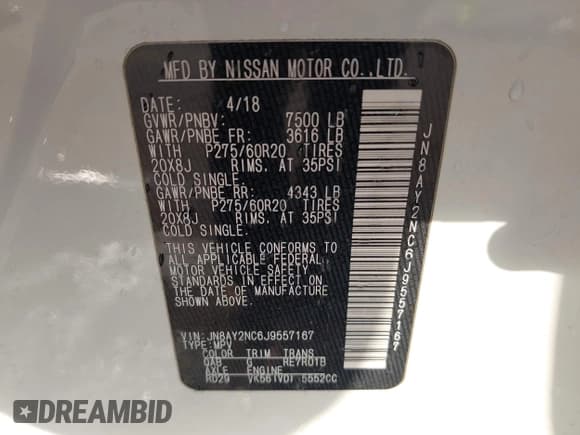 MFD BY NISSAN MOTOR CO.,LTD.
DATE: 4/18
GVWR/PNBV: 7500 LB
GAWR/PNBE FR: 3616 LB
WITH P275/60R20 TIRES
20X8J RIMS. AT 35PSI
COLD SINGLE.
GAWR/PNBE RR: 4343 LB
WITH P275/60R20 TIRES
20X8J RIMS. AT 35PSI
COLD SINGLE.
THIS VEHICLE CONFORMS TO
ALL APPLICABLE FEDERAL
MOTOR VEHICLE SAFETY
STANDARDS IN EFFECT ON
THE DATE OF MANUFACTURE
SHOWN ABOVE.
VIN:JN8AY2NC6J9557167
TYPE:MPV
COLOR TRIM TRANS
QAB G RE7R01B
AXLE ENGINE
RD29 VK56(VD) 5552CC
JN8AY2NC6J9557167
DREAMBID